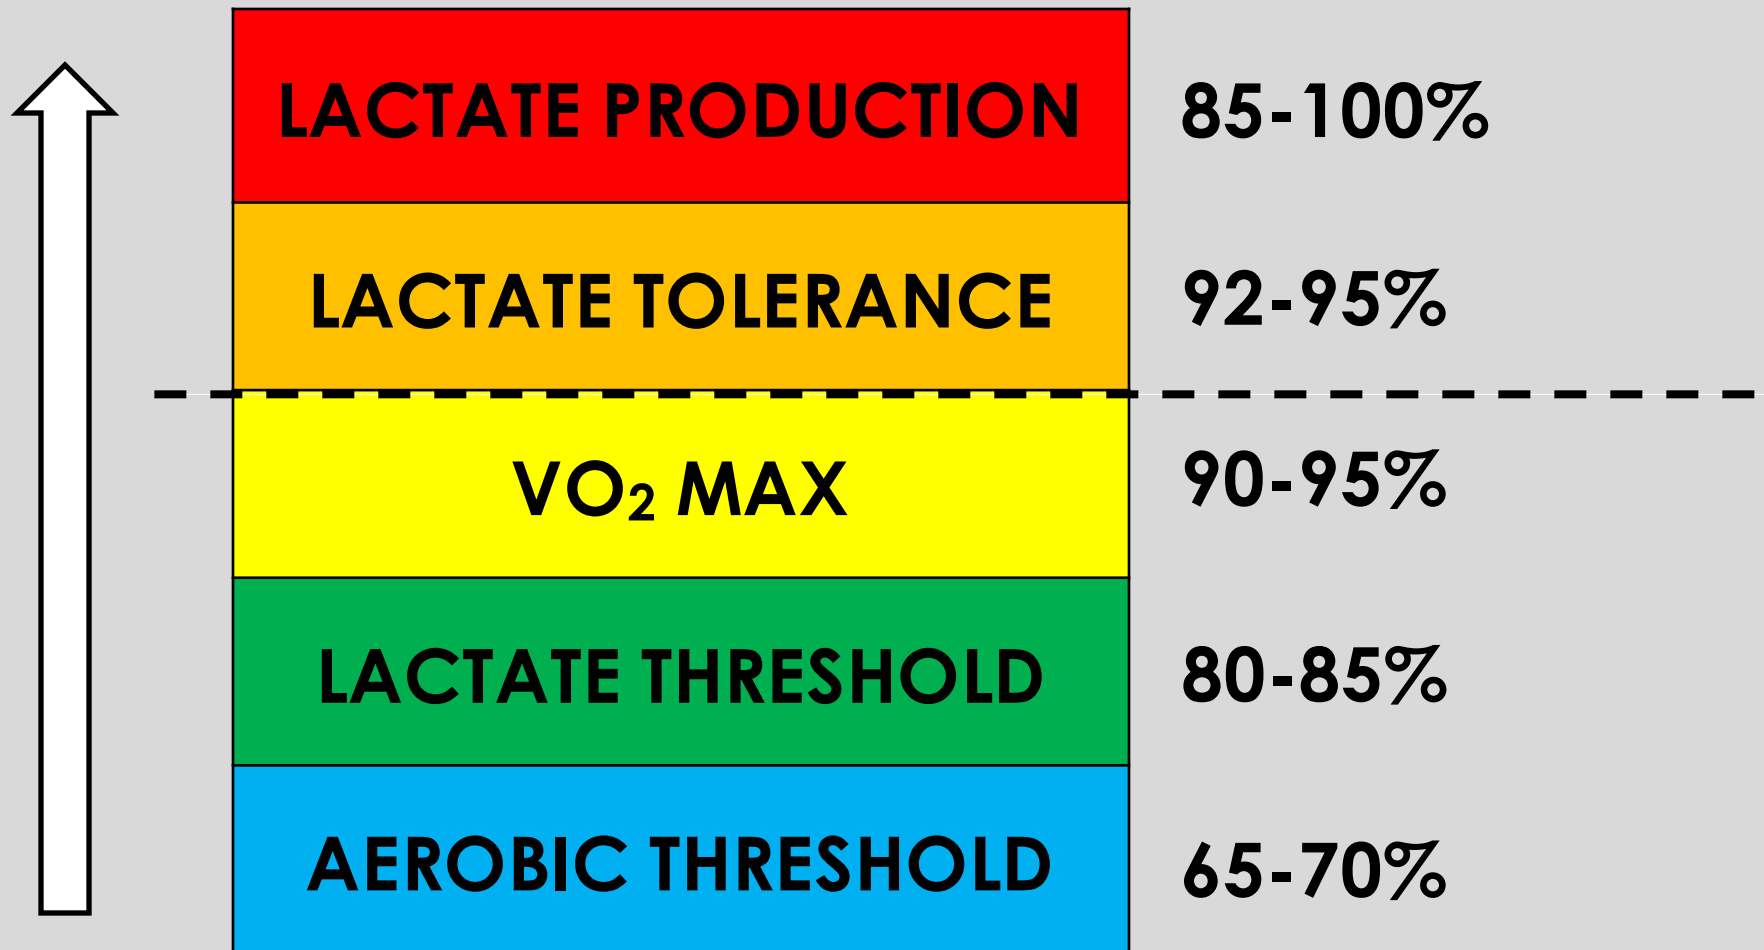 LACTATE PRODUCTION 85-100%
LACTATE TOLERANCE 92-95%
VO₂ MAX 90-95%
LACTATE THRESHOLD 80-85%
AEROBIC THRESHOLD 65-70%